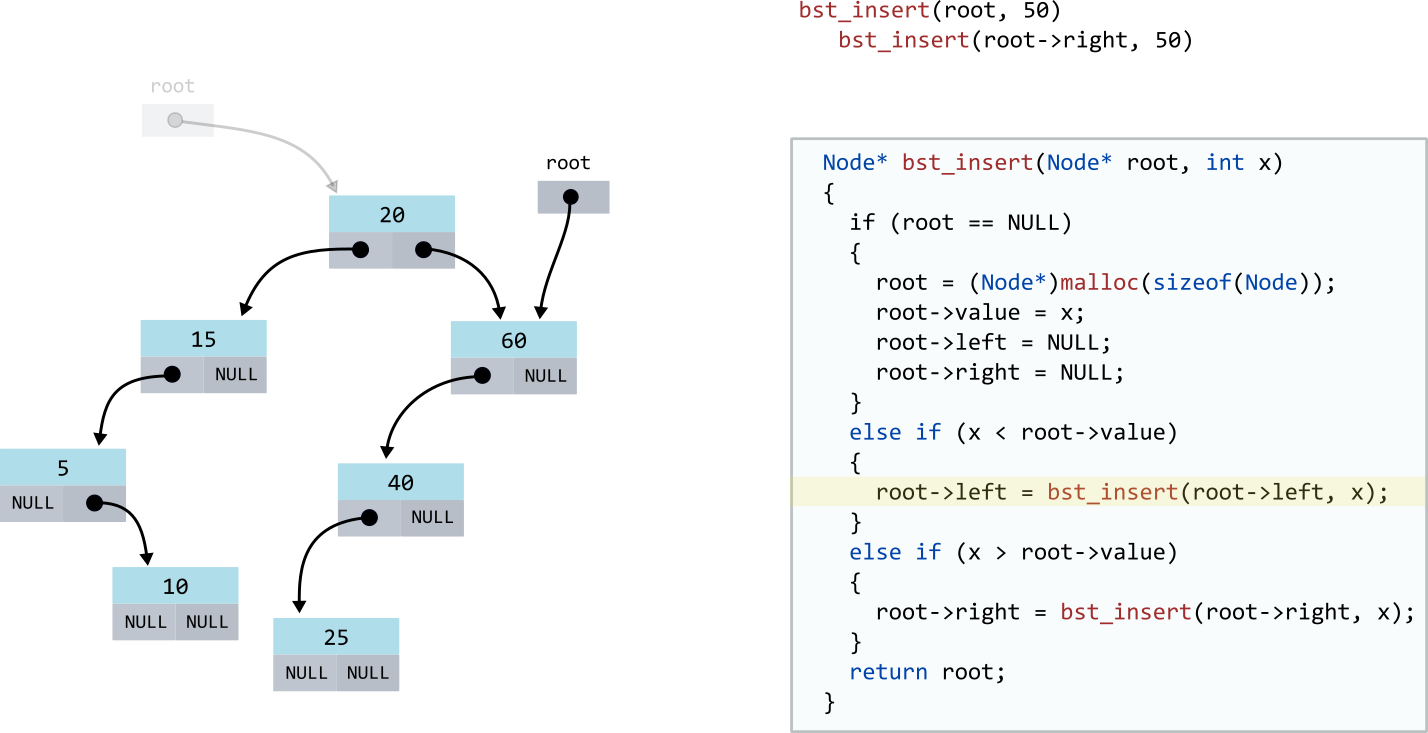 bst_insert(root, 50)
bst_insert(root->right, 50)
root
root
20
15
NULL
60
NULL
5
NULL
40
NULL
10
NULL NULL
25
NULL NULL
Node* bst_insert(Node* root, int x)
{
if (root == NULL)
{
root = (Node*)malloc(sizeof(Node));
root->value = x;
root->left = NULL;
root->right = NULL;
}
else if (x < root->value)
{
root->left = bst_insert(root->left, x);
}
else if (x > root->value)
{
root->right = bst_insert(root->right, x);
}
return root;
}